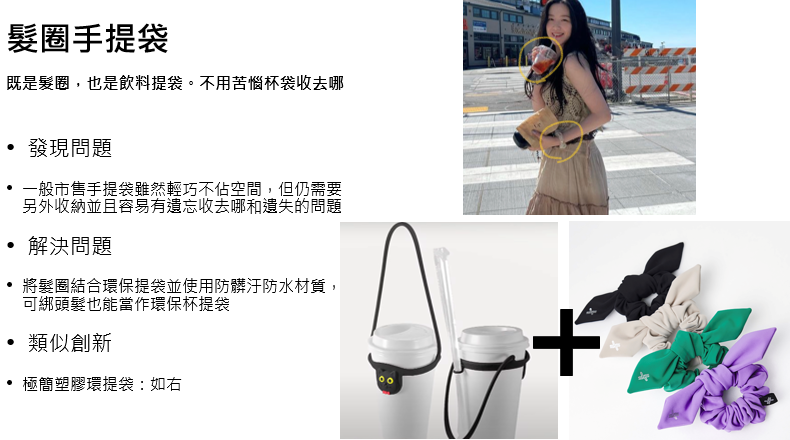 髮圈手提袋
既是髮圈，也是飲料提袋。不用苦惱杯袋收去哪
• 發現問題
• 一般市售手提袋雖然輕巧不佔空間，但仍需要
另外收納並且容易有遺忘收去哪和遺失的問題
• 解決問題
• 將髮圈結合環保提袋並使用防髒汙防水材質，
可綁頭髮也能當作環保杯提袋
• 類似創新
• 極簡塑膠環提袋：如右